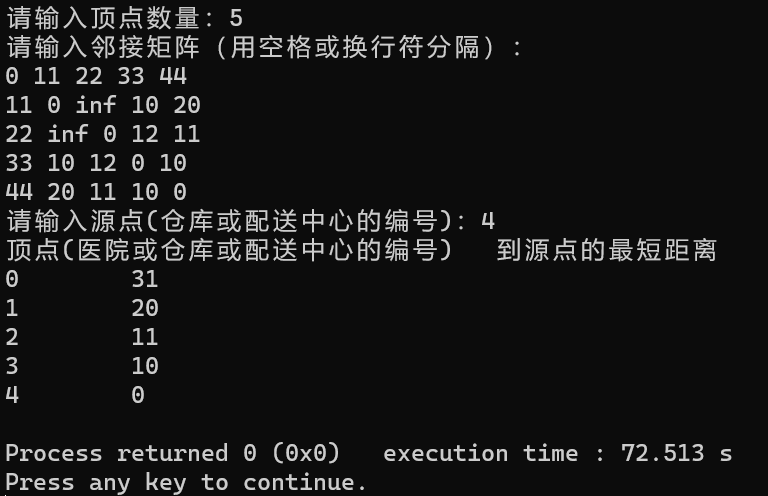 请输入顶点数量: 5
请输入邻接矩阵 (用空格或换行符分隔) :
0 11 22 33 44
11 0 inf 10 20
22 inf 0 12 11
33 10 12 0 10
44 20 11 10 0
请输入源点(仓库或配送中心的编号): 4
顶点(医院或仓库或配送中心的编号)   到源点的最短距离
0        31
1        20
2        11
3        10
4        0
Process returned 0 (0x0)   execution time : 72.513 s
Press any key to continue.